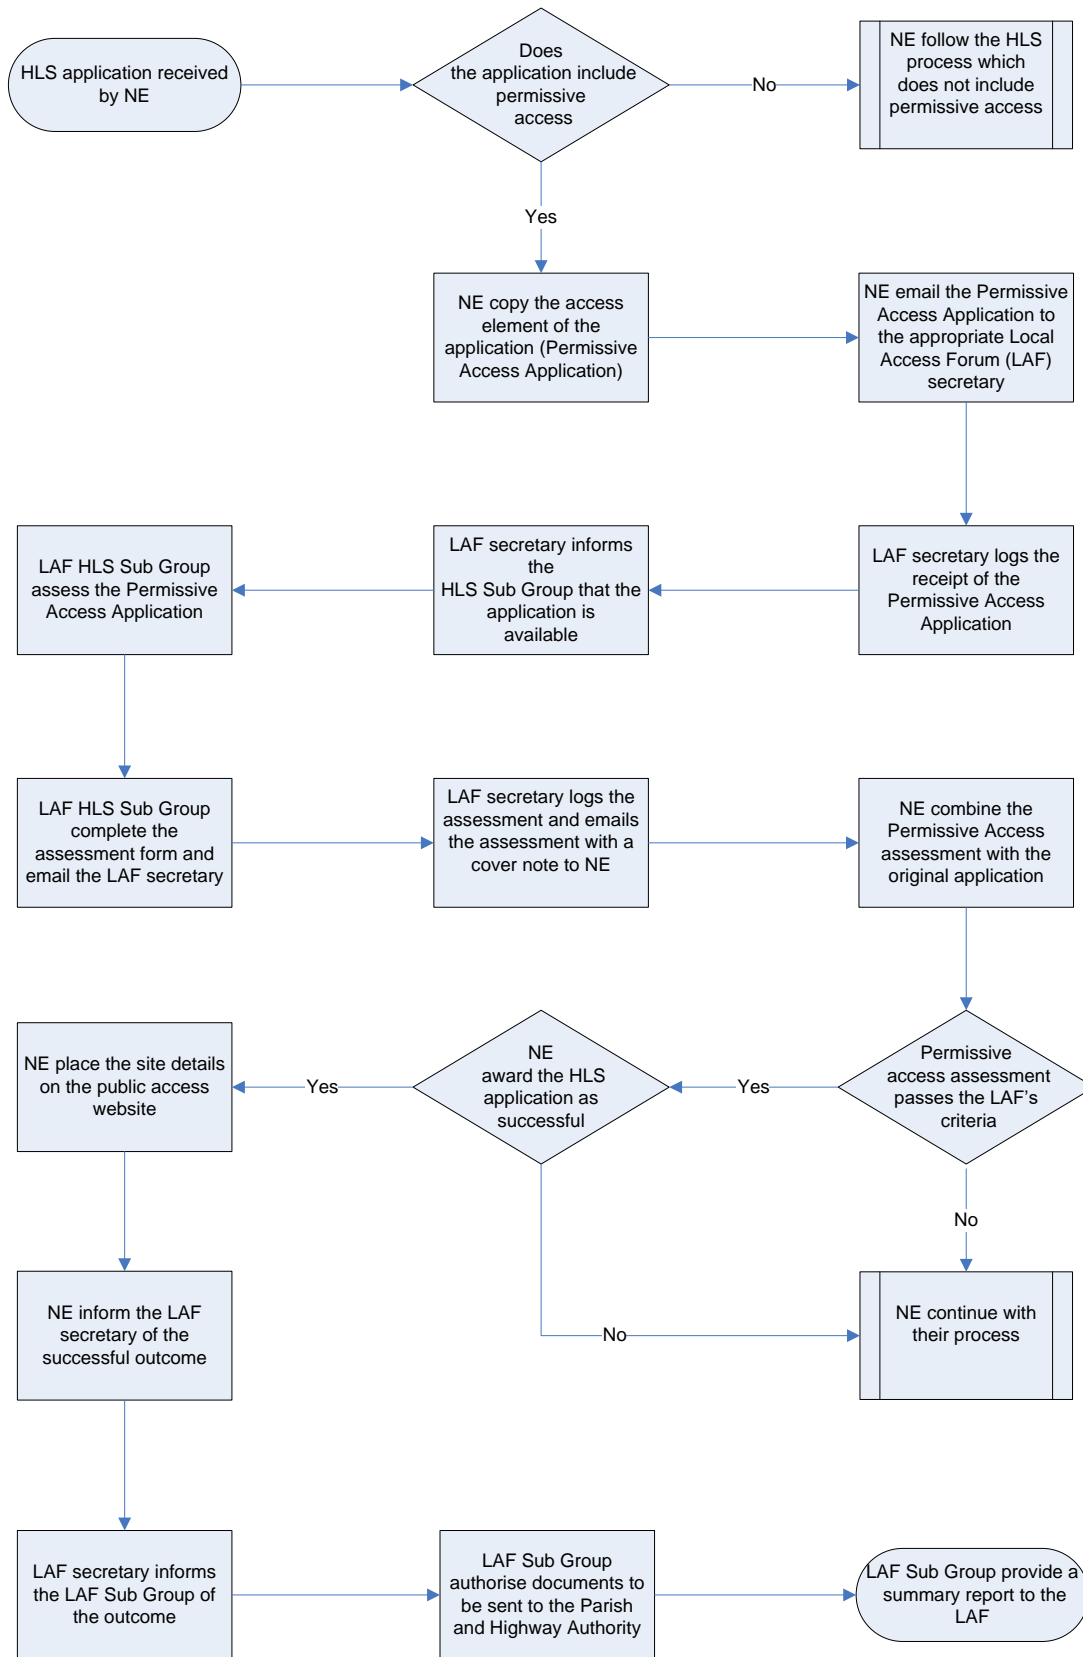 HLS application received
by NE
Does
the application include
permissive
access
No
NE follow the HLS
process which
does not include
permissive access
Yes
NE copy the access
element of the
application (Permissive
Access Application)
NE email the Permissive
Access Application to
the appropriate Local
Access Forum (LAF)
secretary
LAF secretary logs the
receipt of the
Permissive Access
Application
LAF secretary informs
the
HLS Sub Group that the
application is
available
LAF HLS Sub Group
assess the Permissive
Access Application
LAF HLS Sub Group
complete the
assessment form and
email the LAF secretary
LAF secretary logs the
assessment and emails
the assessment with a
cover note to NE
NE combine the
Permissive Access
assessment with the
original application
Permissive
access assessment
passes the LAF's
criteria
Yes
No
NE
award the HLS
application as
successful
Yes
No
NE continue with
their process
NE place the site details
on the public access
website
NE inform the LAF
secretary of the
successful outcome
LAF secretary informs
the LAF Sub Group of
the outcome
LAF Sub Group
authorise documents to
be sent to the Parish
and Highway Authority
LAF Sub Group provide a
summary report to the
LAF